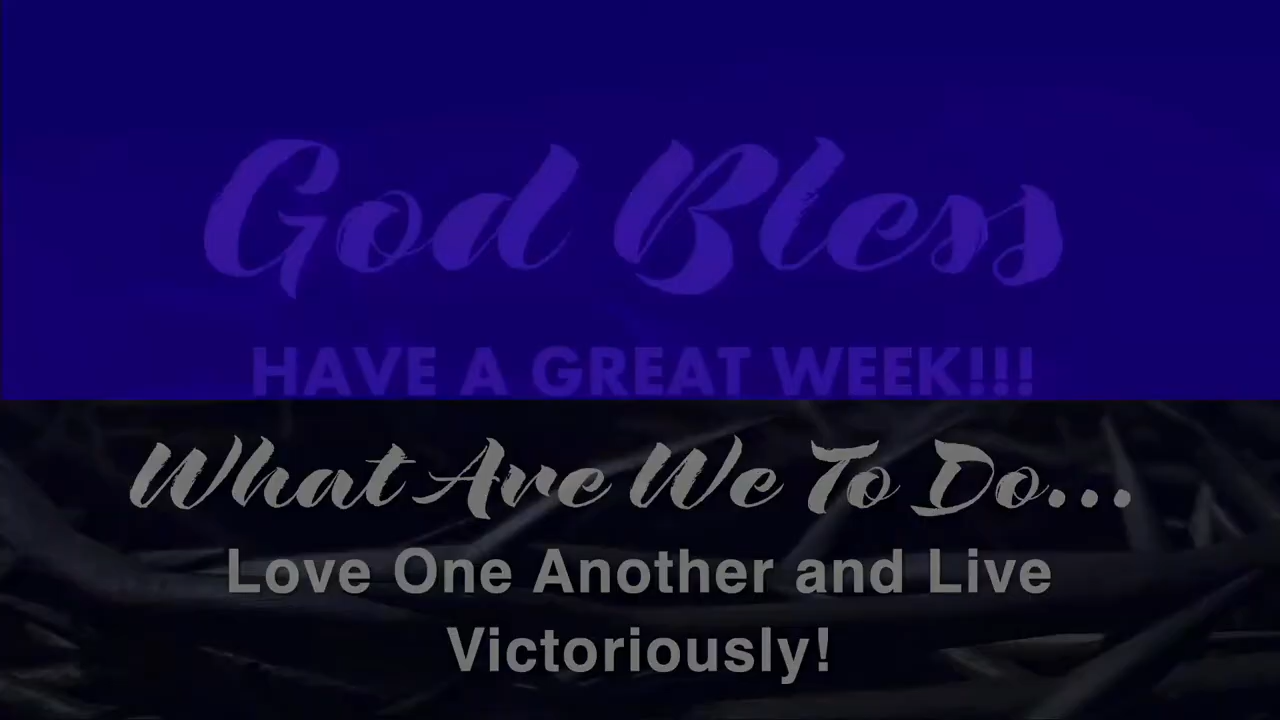 God Bless
HAVE A GREAT WEEK!!!
What Are We To Do...
Love One Another and Live
Victoriously!